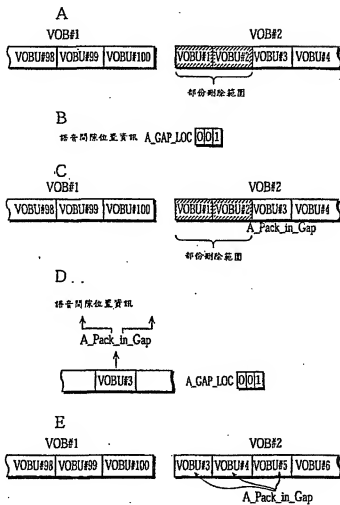 A
VOB#1 VOB#2
VOBU#98 VOBU#99 VOBU#100 VOBU#1 VOBU#2 VOBU#3 VOBU#4
部份刪除範圍
B
語音間隙位置資訊 A_GAP_LOC 0 0 1
C
VOB#1 VOB#2
VOBU#98 VOBU#99 VOBU#100 VOBU#1 VOBU#2 VOBU#3 VOBU#4
A_Pack_in_Gap
部份刪除範圍
D
語音間隙位置資訊
A_Pack_in_Gap
VOBU#3 A_GAP_LOC 0 0 1
E
VOB#1 VOB#2
VOBU#98 VOBU#99 VOBU#100 VOBU#3 VOBU#4 VOBU#5 VOBU#6
A_Pack_in_Gap